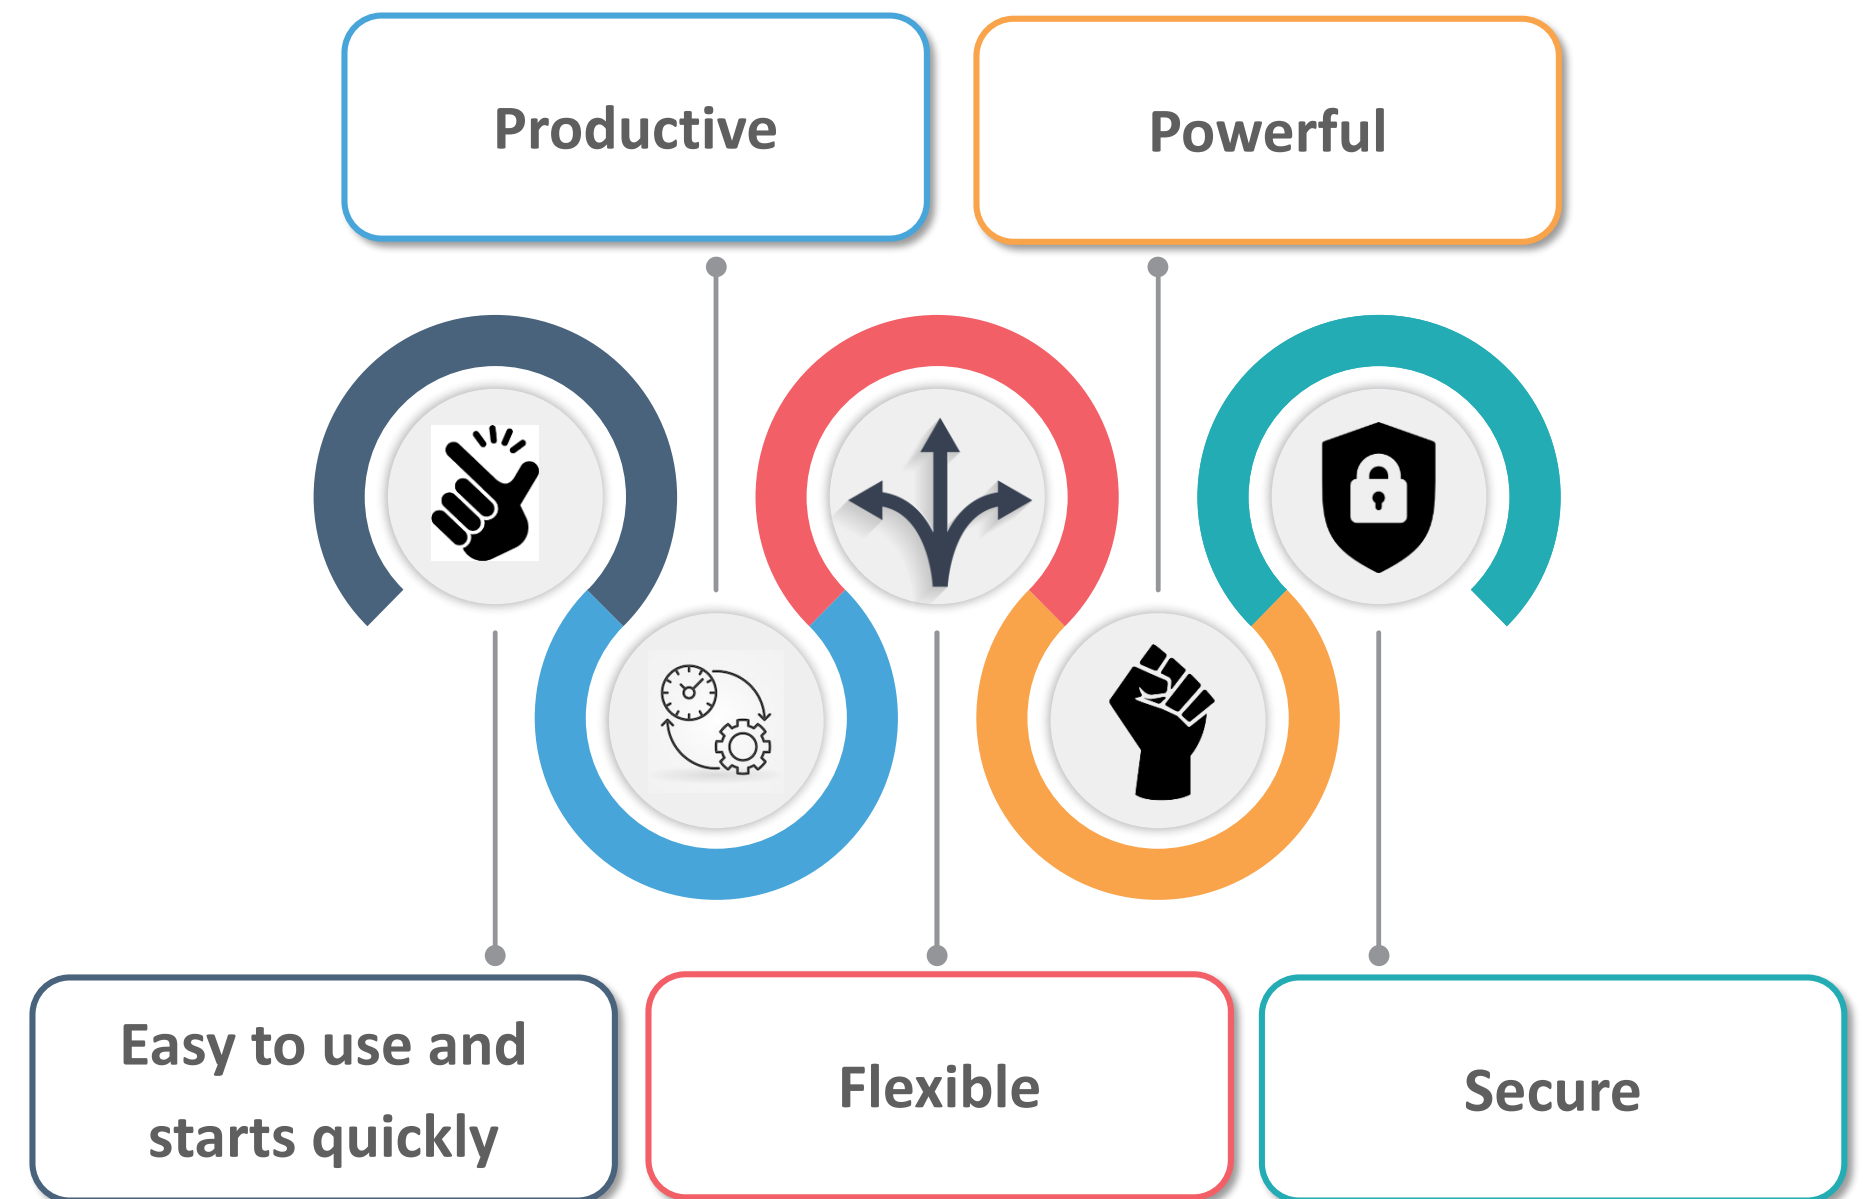 Productive
Powerful
Easy to use and
starts quickly
Flexible
Secure